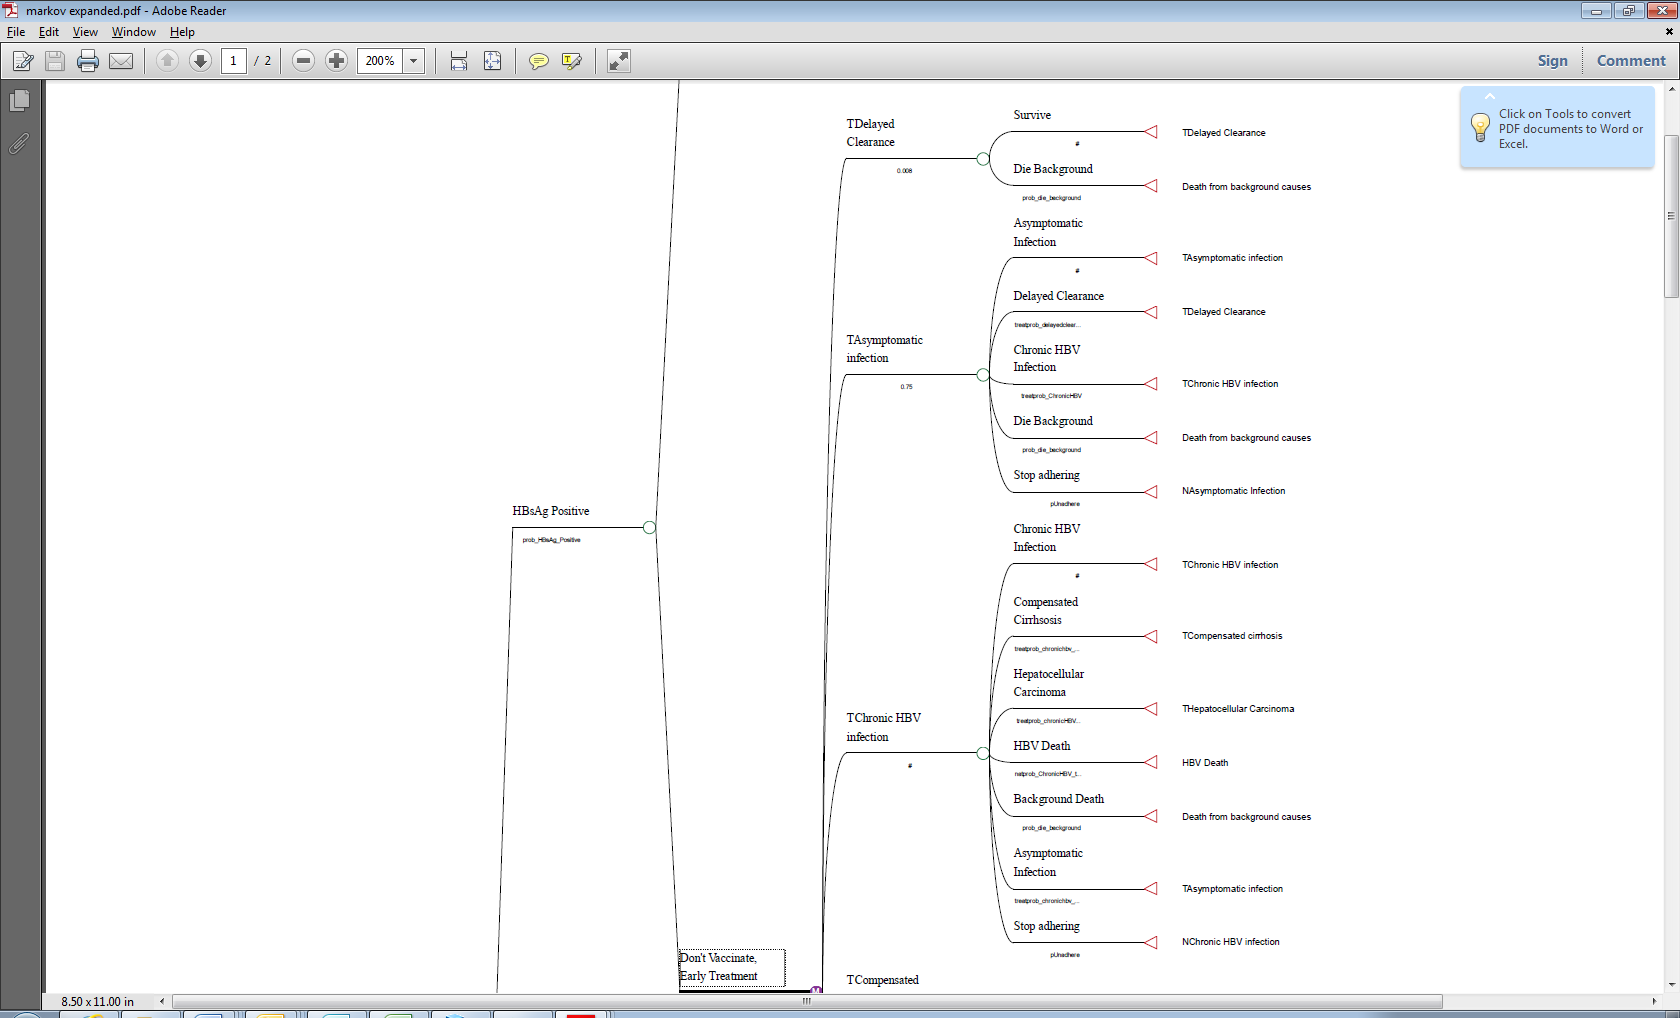 markov expanded.pdf - Adobe Reader
File Edit View Window Help
1 / 2 200% Sign Comment
Click on Tools to convert
PDF documents to Word or
Excel.
HBsAg Positive
prob_HBsAg_Positive
Don't Vaccinate,
Early Treatment
M
TDelayed
Clearance
0.008
Survive
#
TDelayed Clearance
Die Background
prob_die_background
Death from background causes
TAsymptomatic
infection
0.75
Asymptomatic
Infection
#
TAsymptomatic infection
Delayed Clearance
treatprob_delayedclear...
TDelayed Clearance
Chronic HBV
Infection
treatprob_ChronicHBV
TChronic HBV infection
Die Background
prob_die_background
Death from background causes
Stop adhering
pUnadhere
NAsymptomatic Infection
TChronic HBV
infection
#
Chronic HBV
Infection
#
TChronic HBV infection
Compensated
Cirrhsosis
treatprob_chronichbv_...
TCompensated cirrhosis
Hepatocellular
Carcinoma
treatprob_chronicHBV...
THepatocellular Carcinoma
HBV Death
natprob_ChronicHBV_t...
HBV Death
Background Death
prob_die_background
Death from background causes
Asymptomatic
Infection
treatprob_chronichbv_...
TAsymptomatic infection
Stop adhering
pUnadhere
NChronic HBV infection
TCompensated
8.50 x 11.00 in